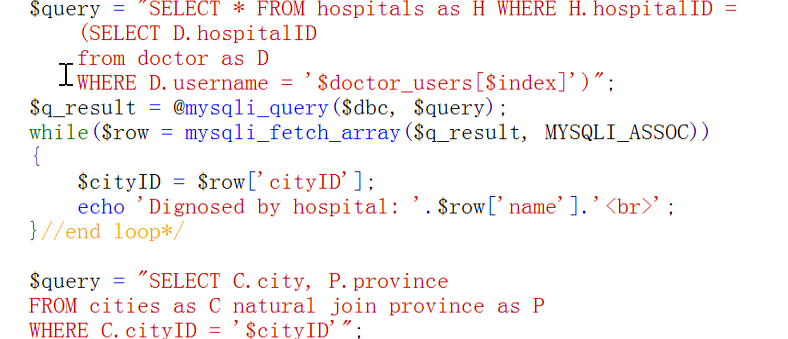 $query = "SELECT * FROM hospitals as H WHERE H.hospitalID =
(SELECT D.hospitalID
from doctor as D
WHERE D.username = '$doctor_users[$index]')";
$q_result = @mysqli_query($dbc, $query);
while($row = mysqli_fetch_array($q_result, MYSQLI_ASSOC))
{
$cityID = $row['cityID'];
echo 'Dignosed by hospital: '.$row['name'].'<br>';
}//end loop*/
$query = "SELECT C.city, P.province
FROM cities as C natural join province as P
WHERE C.cityID = '$cityID'";